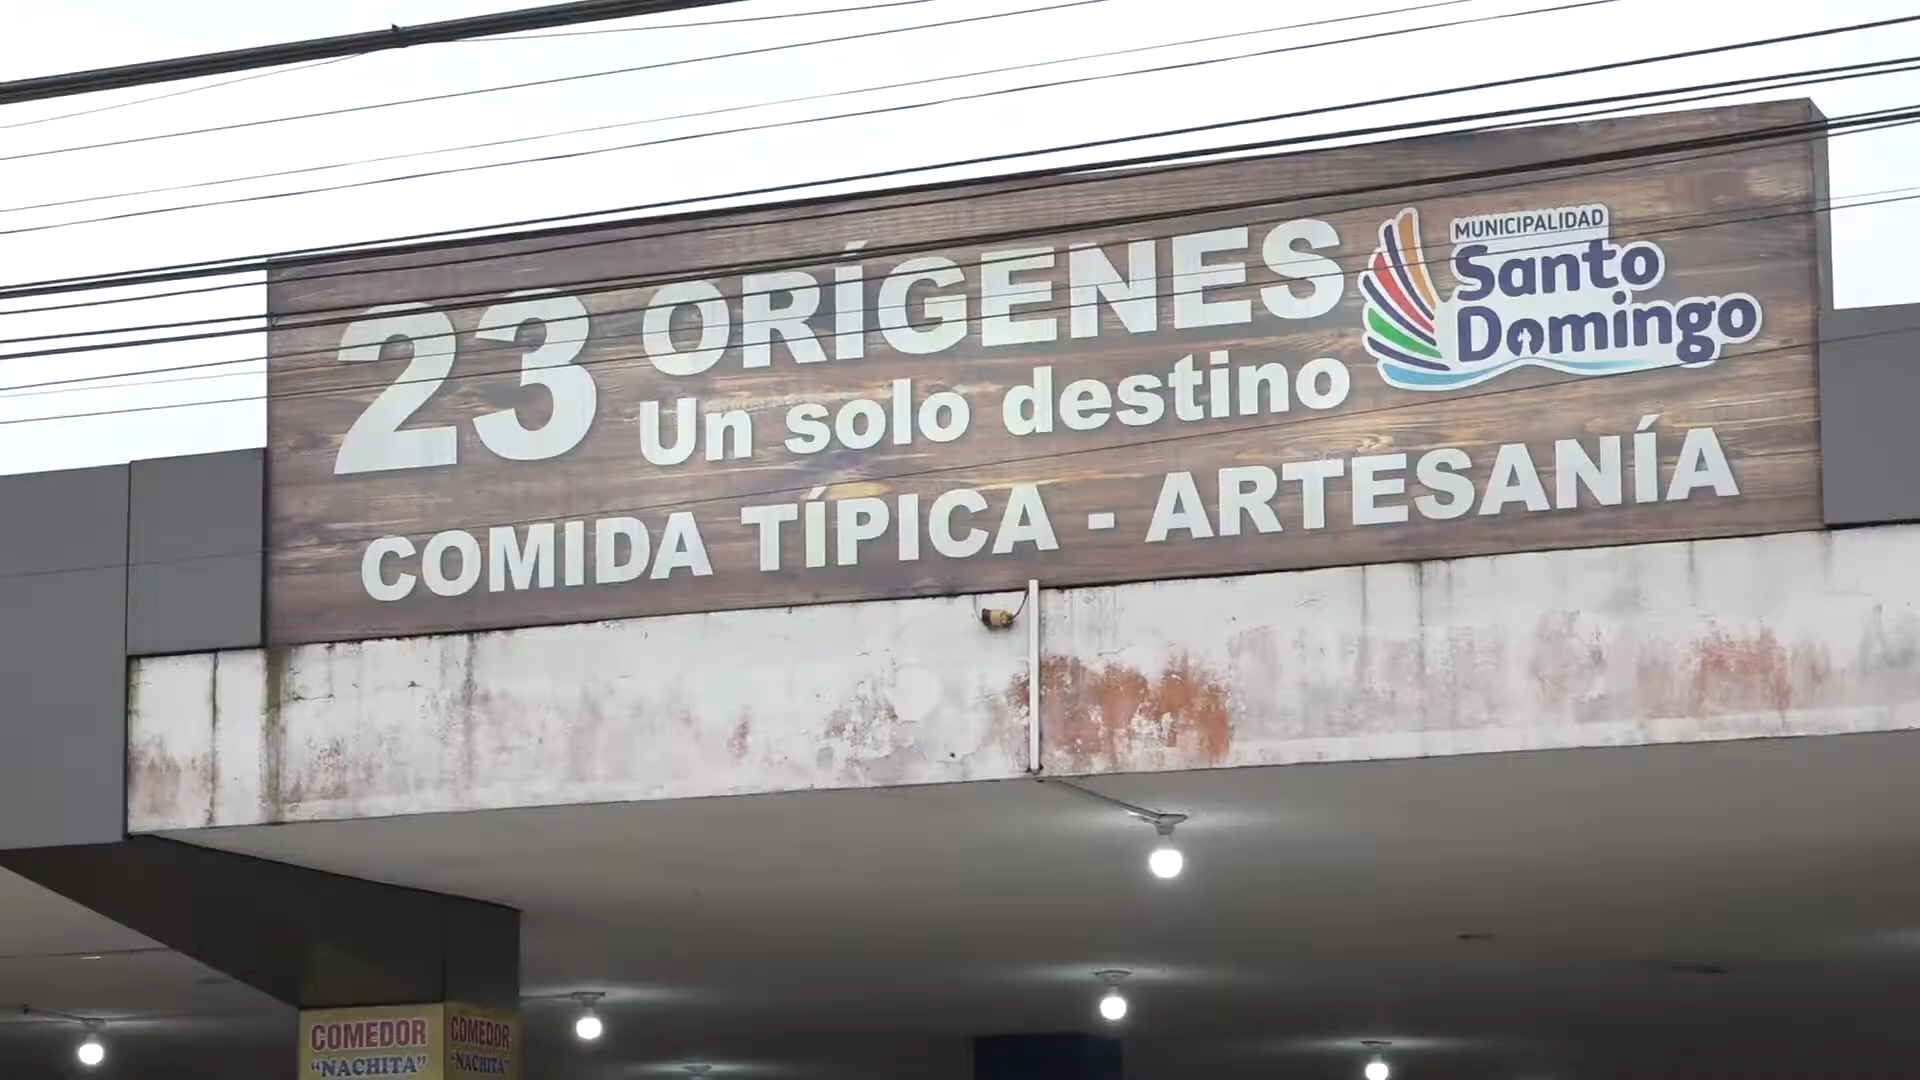 23 ORÍGENES
Un solo destino
COMIDA TÍPICA - ARTESANÍA
MUNICIPALIDAD
Santo
Domingo
COMEDOR
“NACHITA”
COMEDOR
“NACHITA”